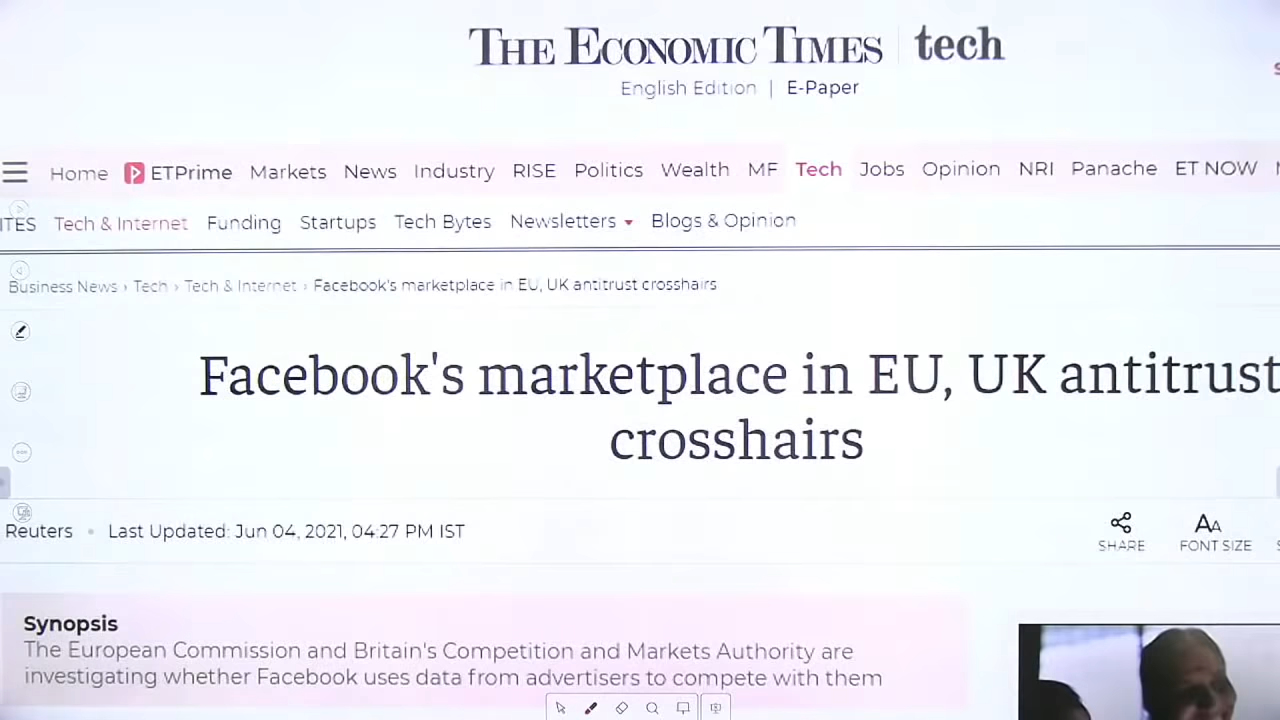 THE ECONOMIC TIMES | tech
English Edition | E-Paper
Home ETPrime Markets News Industry RISE Politics Wealth MF Tech Jobs Opinion NRI Panache ET NOW
ITES Tech & Internet Funding Startups Tech Bytes Newsletters Blogs & Opinion
Business News › Tech › Tech & Internet › Facebook's marketplace in EU, UK antitrust crosshairs
Facebook's marketplace in EU, UK antitrust
crosshairs
Reuters • Last Updated: Jun 04, 2021, 04:27 PM IST
SHARE
FONT SIZE
Synopsis
The European Commission and Britain's Competition and Markets Authority are
investigating whether Facebook uses data from advertisers to compete with them